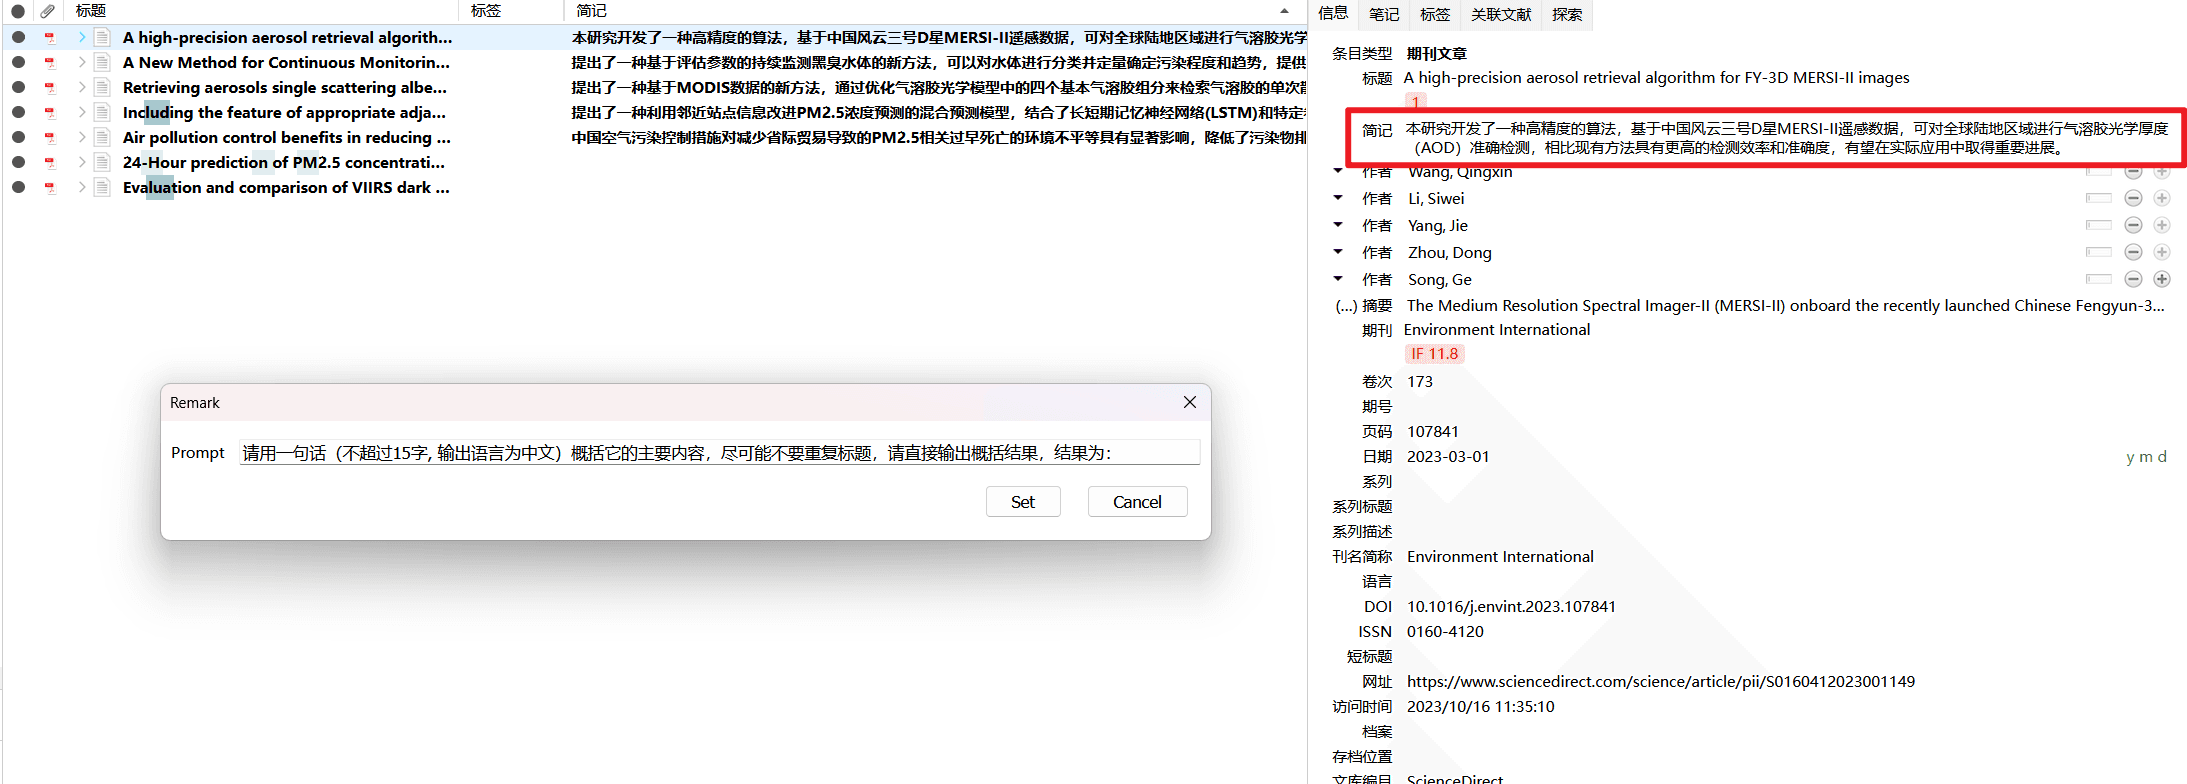 标题 标签 简记
A high-precision aerosol retrieval algorith... 本研究开发了一种高精度的算法，基于中国风云三号D星MERSI-II遥感数据，可对全球陆地区域进行气溶胶光学
A New Method for Continuous Monitorin... 提出了一种基于评估参数的持续监测黑臭水体的新方法，可以对水体进行分类并定量确定污染程度和趋势，提供
Retrieving aerosols single scattering albe... 提出了一种基于MODIS数据的新方法，通过优化气溶胶光学模型中的四个基本气溶胶组分来检索气溶胶的单次散
Including the feature of appropriate adja... 提出了一种利用邻近站点信息改进PM2.5浓度预测的混合预测模型，结合了长短期记忆神经网络(LSTM)和特定
Air pollution control benefits in reducing ... 中国空气污染控制措施对减少省际贸易导致的PM2.5相关过早死亡的环境不平等具有显著影响，降低了污染物排
24-Hour prediction of PM2.5 concentrati...
Evaluation and comparison of VIIRS dark ...
Remark
Prompt 请用一句话（不超过15字, 输出语言为中文）概括它的主要内容，尽可能不要重复标题，请直接输出概括结果，结果为：
Set Cancel
信息 笔记 标签 关联文献 探索
条目类型 期刊文章
标题 A high-precision aerosol retrieval algorithm for FY-3D MERSI-II images
1
简记 本研究开发了一种高精度的算法，基于中国风云三号D星MERSI-II遥感数据，可对全球陆地区域进行气溶胶光学厚度
（AOD）准确检测，相比现有方法具有更高的检测效率和准确度，有望在实际应用中取得重要进展。
作者 Wang, Qingxin
作者 Li, Siwei
作者 Yang, Jie
作者 Zhou, Dong
作者 Song, Ge
(...) 摘要 The Medium Resolution Spectral Imager-II (MERSI-II) onboard the recently launched Chinese Fengyun-3...
期刊 Environment International
IF 11.8
卷次 173
期号
页码 107841
日期 2023-03-01 y m d
系列
系列标题
系列描述
刊名简称 Environment International
语言
DOI 10.1016/j.envint.2023.107841
ISSN 0160-4120
短标题
网址 https://www.sciencedirect.com/science/article/pii/S0160412023001149
访问时间 2023/10/16 11:35:10
档案
存档位置
文库编目 ScienceDirect